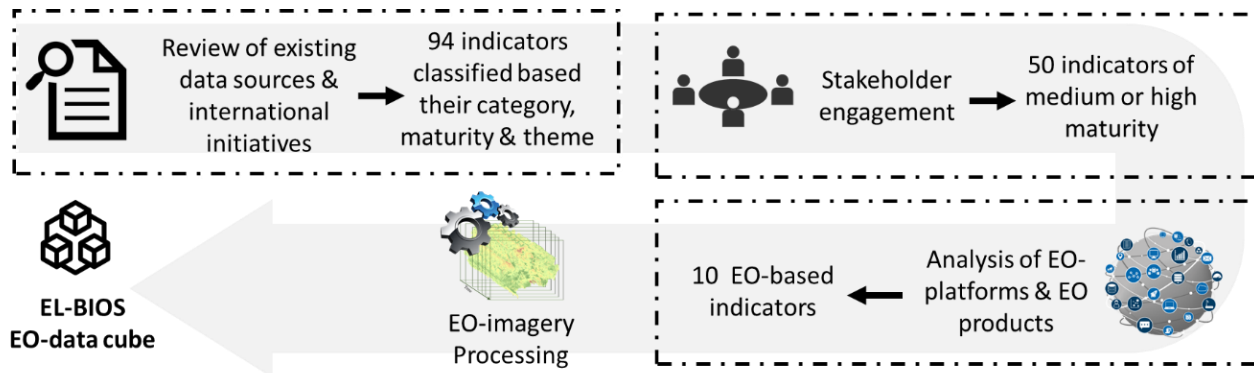 Review of existing
data sources &
international
initiatives
94 indicators
classified based
their category,
maturity & theme
Stakeholder
engagement
50 indicators of
medium or high
maturity
Analysis of EO-
platforms & EO
products
10 EO-based
indicators
EO-imagery
Processing
EL-BIOS
EO-data cube